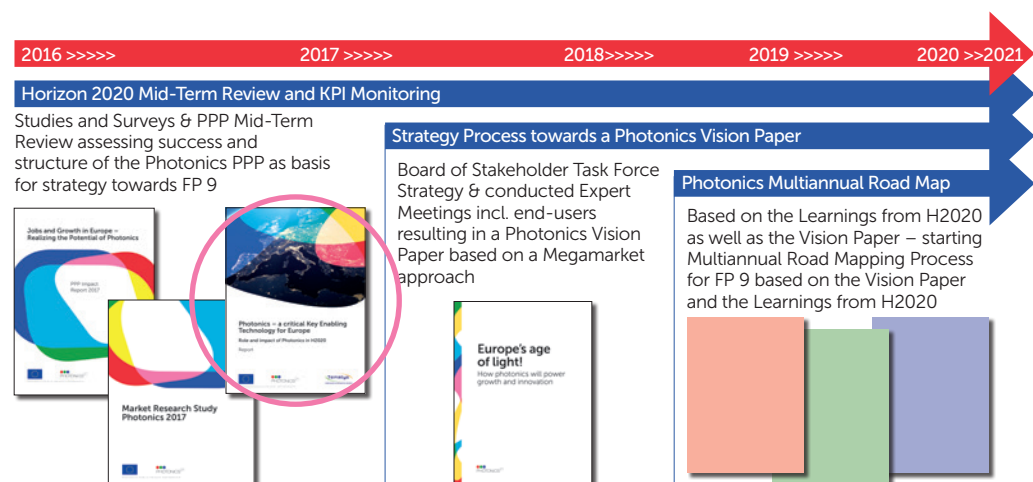 2016 >>>>> 2017 >>>>> 2018>>>>> 2019 >>>>> 2020 >>2021
Horizon 2020 Mid-Term Review and KPI Monitoring
Studies and Surveys & PPP Mid-Term
Review assessing success and
structure of the Photonics PPP as basis
for strategy towards FP 9
Jobs and Growth in Europe –
Realizing the Potential of Photonics
PPP Impact
Report 2017
PHOTONICS²¹
Market Research Study
Photonics 2017
PHOTONICS²¹
Photonics – a critical Key Enabling
Technology for Europe
Role and Impact of Photonics in H2020
Report
PHOTONICS²¹
Strategy Process towards a Photonics Vision Paper
Board of Stakeholder Task Force
Strategy & conducted Expert
Meetings incl. end-users
resulting in a Photonics Vision
Paper based on a Megamarket
approach
Europe's age
of light!
How photonics will power
growth and innovation
PHOTONICS²¹
Photonics Multiannual Road Map
Based on the Learnings from H2020
as well as the Vision Paper – starting
Multiannual Road Mapping Process
for FP 9 based on the Vision Paper
and the Learnings from H2020